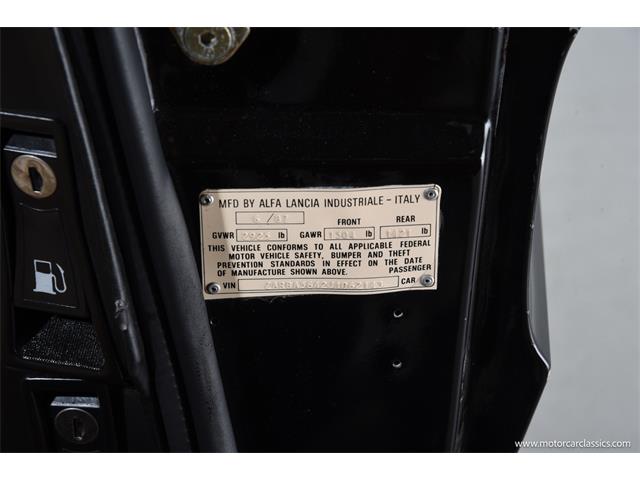 MFD BY ALFA LANCIA INDUSTRIALE - ITALY
FRONT REAR
GVWR 2925 lb GAWR lb lb
THIS VEHICLE CONFORMS TO ALL APPLICABLE FEDERAL
MOTOR VEHICLE SAFETY, BUMPER AND THEFT
PREVENTION STANDARDS IN EFFECT ON THE DATE
OF MANUFACTURE SHOWN ABOVE. PASSENGER
VIN CAR
www.motorcarclassics.com